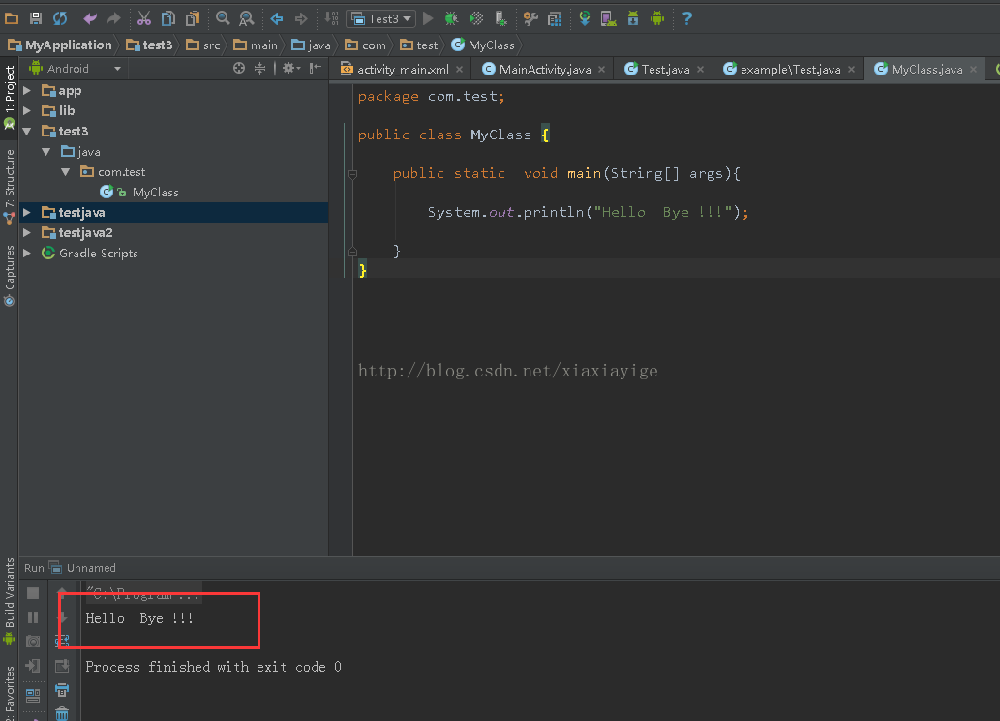 Test3
MyApplication test3 src main java com test MyClass
Android
activity_main.xml MainActivity.java Test.java example\Test.java MyClass.java
1: Project
7: Structure
Captures
Build Variants
2: Favorites
app
lib
test3
java
com.test
MyClass
testjava
testjava2
Gradle Scripts
package com.test;
public class MyClass {
public static  void main(String[] args){
System.out.println("Hello  Bye !!!");
}
}
http://blog.csdn.net/xiaxiayige
Run Unnamed
"C:\Program ...
Hello  Bye !!!
Process finished with exit code 0